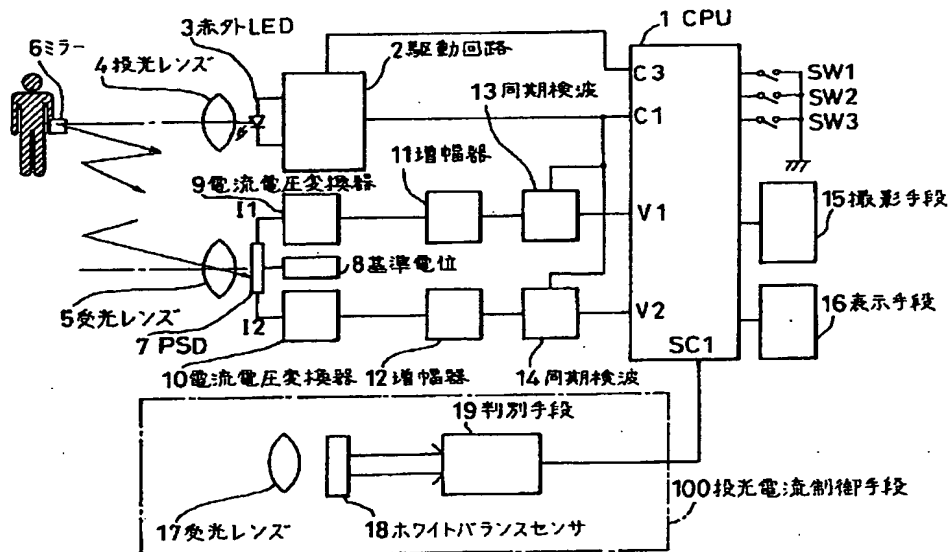 1 CPU
3赤外LED
2駆動回路
6ミラー
4投光レンズ
C3
SW1
13同期検波
SW2
C1
SW3
11増幅器
9電流電圧変換器
I1
V1
15撮影手段
8基準電位
5受光レンズ
I2
V2
16表示手段
7 PSD
SC1
10電流電圧変換器
12増幅器
14同期検波
19判別手段
100投光電流制御手段
17受光レンズ
18ホワイトバランスセンサ